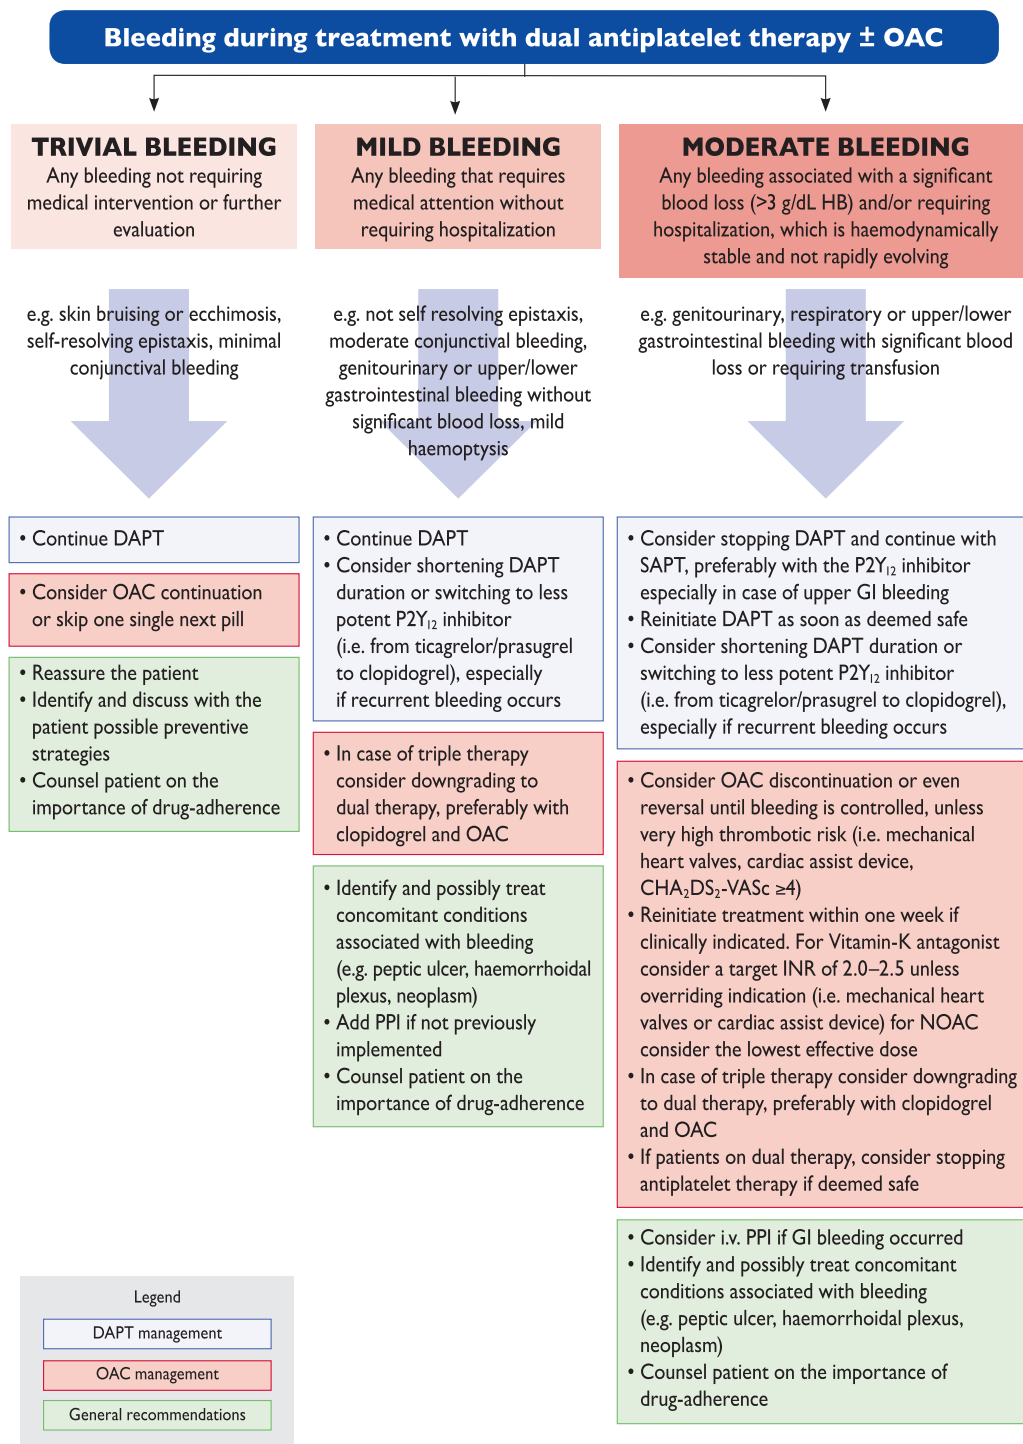 Bleeding during treatment with dual antiplatelet therapy ± OAC
TRIVIAL BLEEDING
Any bleeding not requiring
medical intervention or further
evaluation
e.g. skin bruising or ecchimosis,
self-resolving epistaxis, minimal
conjunctival bleeding
• Continue DAPT
• Consider OAC continuation
or skip one single next pill
• Reassure the patient
• Identify and discuss with the
patient possible preventive
strategies
• Counsel patient on the
importance of drug-adherence
MILD BLEEDING
Any bleeding that requires
medical attention without
requiring hospitalization
e.g. not self resolving epistaxis,
moderate conjunctival bleeding,
genitourinary or upper/lower
gastrointestinal bleeding without
significant blood loss, mild
haemoptysis
• Continue DAPT
• Consider shortening DAPT
duration or switching to less
potent P2Y₁₂ inhibitor
(i.e. from ticagrelor/prasugrel
to clopidogrel), especially
if recurrent bleeding occurs
• In case of triple therapy
consider downgrading to
dual therapy, preferably with
clopidogrel and OAC
• Identify and possibly treat
concomitant conditions
associated with bleeding
(e.g. peptic ulcer, haemorrhoidal
plexus, neoplasm)
• Add PPI if not previously
implemented
• Counsel patient on the
importance of drug-adherence
MODERATE BLEEDING
Any bleeding associated with a significant
blood loss (>3 g/dL HB) and/or requiring
hospitalization, which is haemodynamically
stable and not rapidly evolving
e.g. genitourinary, respiratory or upper/lower
gastrointestinal bleeding with significant blood
loss or requiring transfusion
• Consider stopping DAPT and continue with
SAPT, preferably with the P2Y₁₂ inhibitor
especially in case of upper GI bleeding
• Reinitiate DAPT as soon as deemed safe
• Consider shortening DAPT duration or
switching to less potent P2Y₁₂ inhibitor
(i.e. from ticagrelor/prasugrel to clopidogrel),
especially if recurrent bleeding occurs
• Consider OAC discontinuation or even
reversal until bleeding is controlled, unless
very high thrombotic risk (i.e. mechanical
heart valves, cardiac assist device,
CHA₂DS₂-VASc ≥4)
• Reinitiate treatment within one week if
clinically indicated. For Vitamin-K antagonist
consider a target INR of 2.0–2.5 unless
overriding indication (i.e. mechanical heart
valves or cardiac assist device) for NOAC
consider the lowest effective dose
• In case of triple therapy consider downgrading
to dual therapy, preferably with clopidogrel
and OAC
• If patients on dual therapy, consider stopping
antiplatelet therapy if deemed safe
• Consider i.v. PPI if GI bleeding occurred
• Identify and possibly treat concomitant
conditions associated with bleeding
(e.g. peptic ulcer, haemorrhoidal plexus,
neoplasm)
• Counsel patient on the importance of
drug-adherence
Legend
DAPT management
OAC management
General recommendations